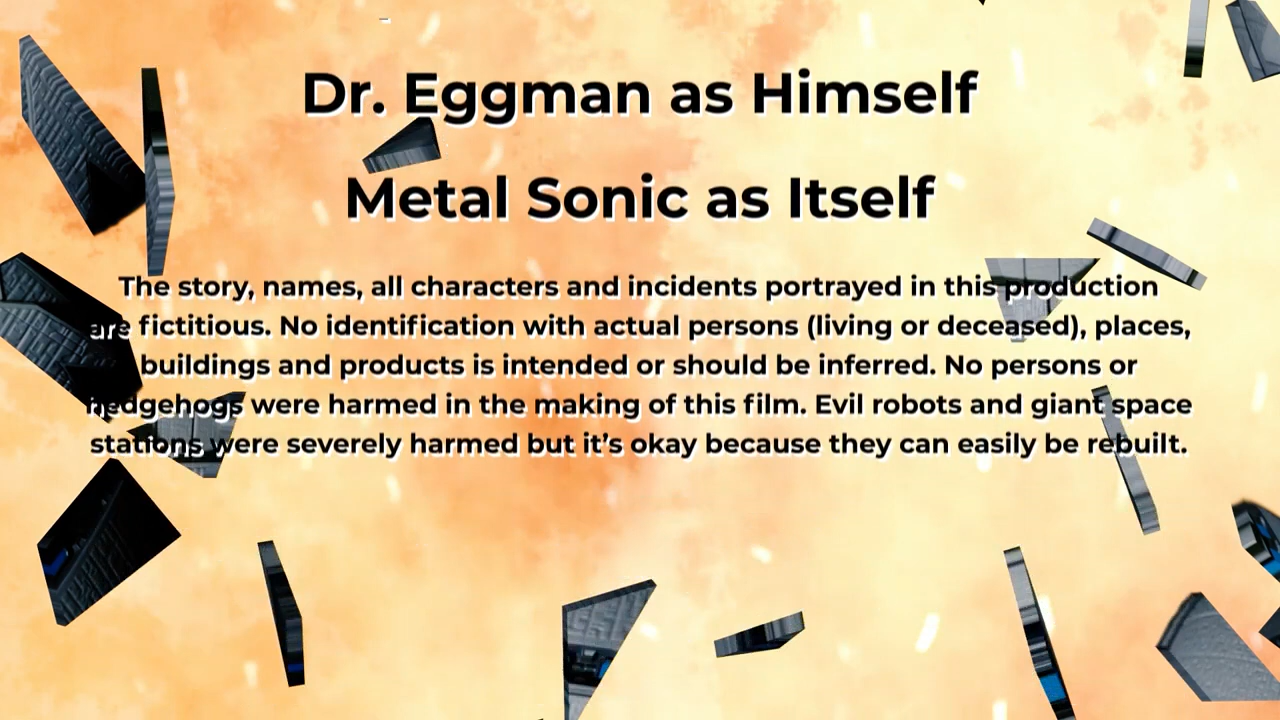 Dr. Eggman as Himself
Metal Sonic as Itself
The story, names, all characters and incidents portrayed in this production
are fictitious. No identification with actual persons (living or deceased), places,
buildings and products is intended or should be inferred. No persons or
hedgehogs were harmed in the making of this film. Evil robots and giant space
stations were severely harmed but it’s okay because they can easily be rebuilt.